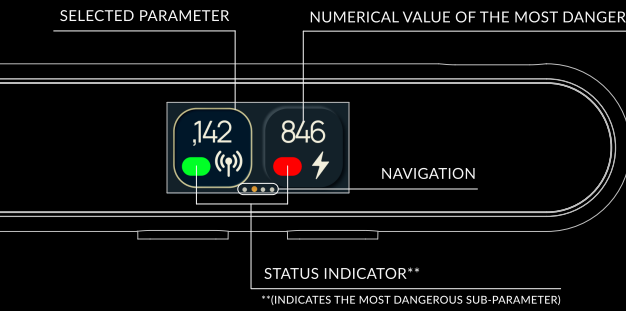 SELECTED PARAMETER
NUMERICAL VALUE OF THE MOST DANGER
,142
846
NAVIGATION
STATUS INDICATOR**
**(INDICATES THE MOST DANGEROUS SUB-PARAMETER)